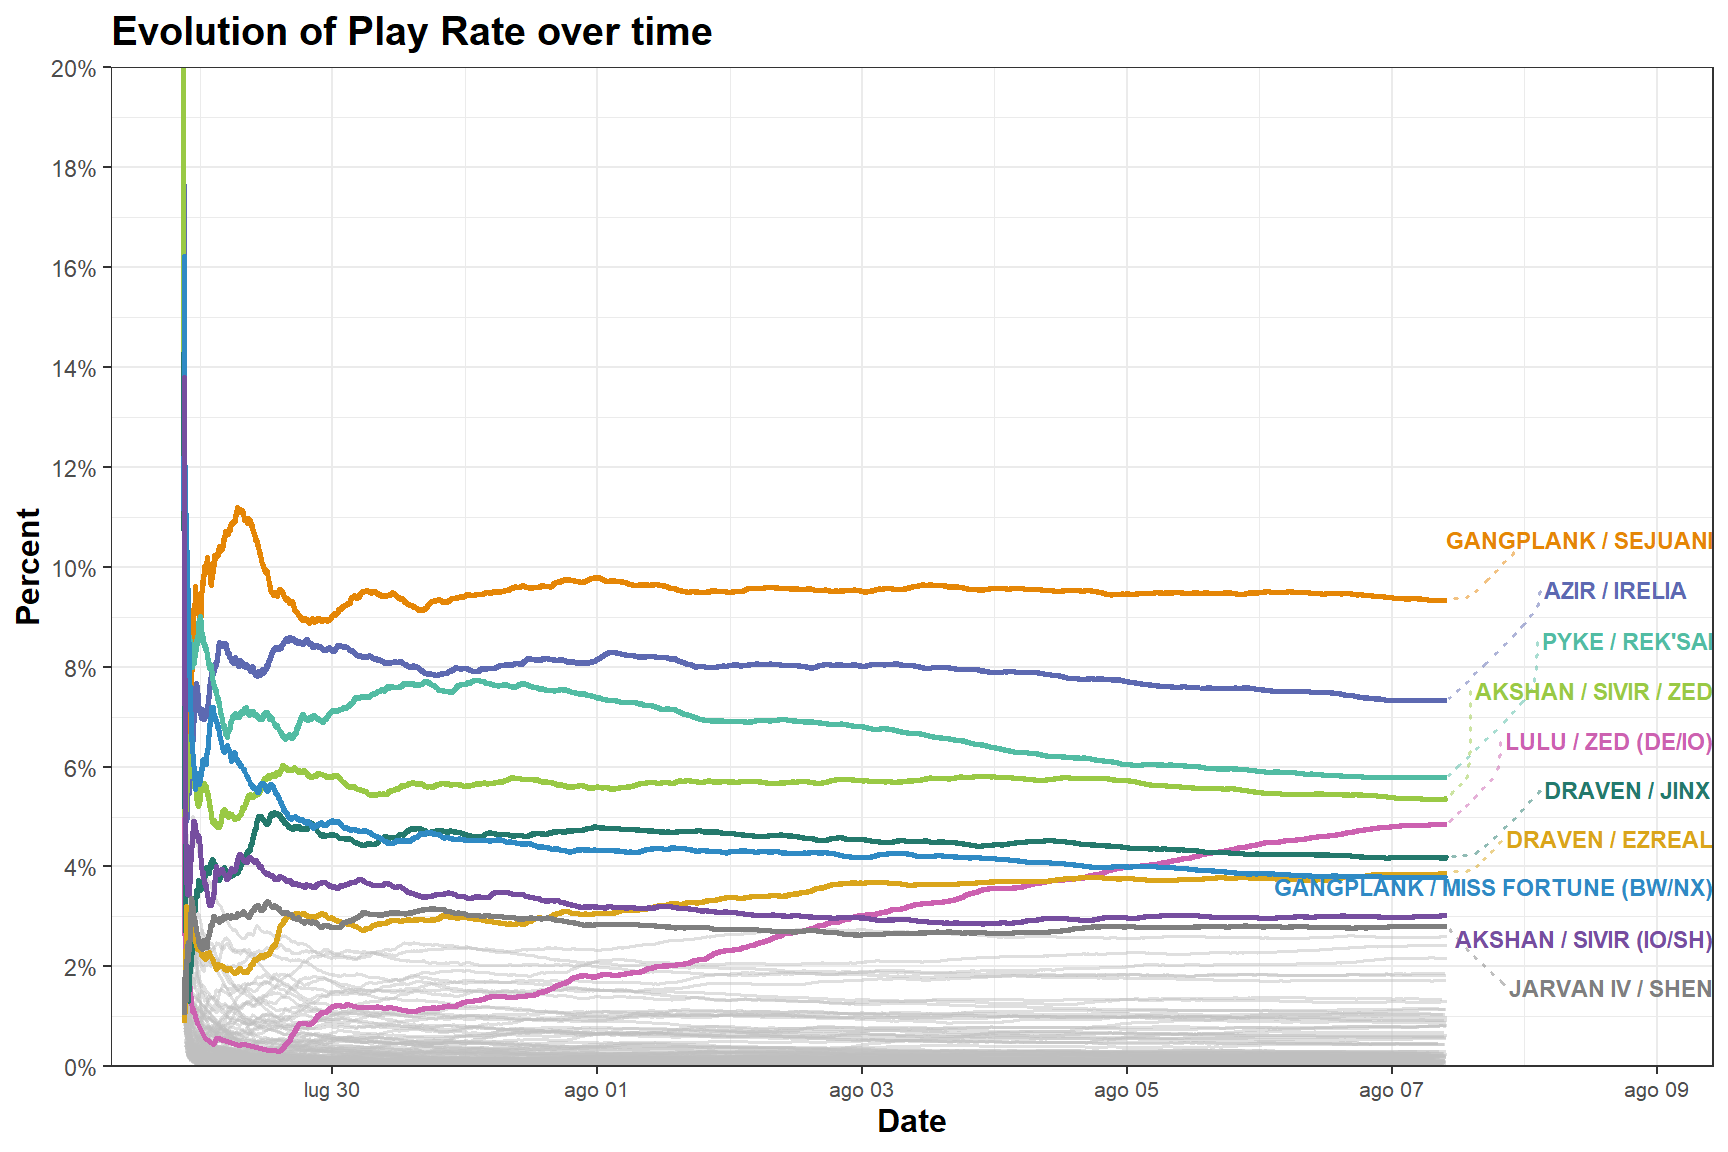 Evolution of Play Rate over time
Percent
20%
18%
16%
14%
12%
10%
8%
6%
4%
2%
0%
GANGPLANK / SEJUANI
AZIR / IRELIA
PYKE / REK'SAI
AKSHAN / SIVIR / ZED
LULU / ZED (DE/IO)
DRAVEN / JINX
DRAVEN / EZREAL
GANGPLANK / MISS FORTUNE (BW/NX)
AKSHAN / SIVIR (IO/SH)
JARVAN IV / SHEN
lug 30
ago 01
ago 03
ago 05
ago 07
ago 09
Date